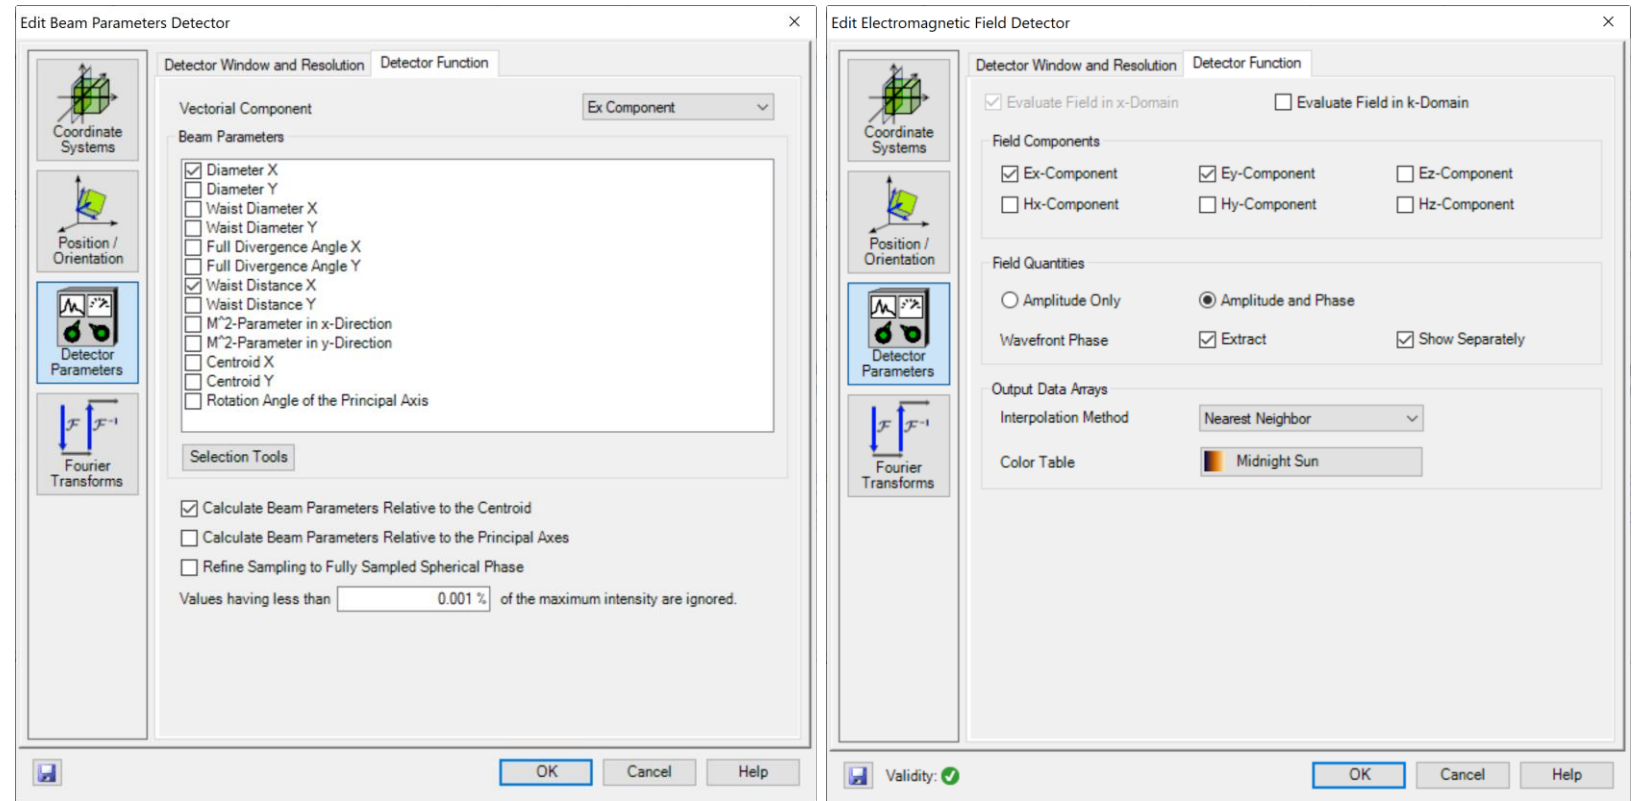 Edit Beam Parameters Detector
Detector Window and Resolution
Detector Function
Coordinate
Systems
Position /
Orientation
Detector
Parameters
ℱ ℱ⁻¹
Fourier
Transforms
Vectorial Component
Ex Component
Beam Parameters
Diameter X
Diameter Y
Waist Diameter X
Waist Diameter Y
Full Divergence Angle X
Full Divergence Angle Y
Waist Distance X
Waist Distance Y
M^2-Parameter in x-Direction
M^2-Parameter in y-Direction
Centroid X
Centroid Y
Rotation Angle of the Principal Axis
Selection Tools
Calculate Beam Parameters Relative to the Centroid
Calculate Beam Parameters Relative to the Principal Axes
Refine Sampling to Fully Sampled Spherical Phase
Values having less than 0.001 % of the maximum intensity are ignored.
OK Cancel Help
Edit Electromagnetic Field Detector
Detector Window and Resolution
Detector Function
Coordinate
Systems
Position /
Orientation
Detector
Parameters
ℱ ℱ⁻¹
Fourier
Transforms
Evaluate Field in x-Domain Evaluate Field in k-Domain
Field Components
Ex-Component Ey-Component Ez-Component
Hx-Component Hy-Component Hz-Component
Field Quantities
Amplitude Only Amplitude and Phase
Wavefront Phase Extract Show Separately
Output Data Arrays
Interpolation Method Nearest Neighbor
Color Table Midnight Sun
Validity:
OK Cancel Help